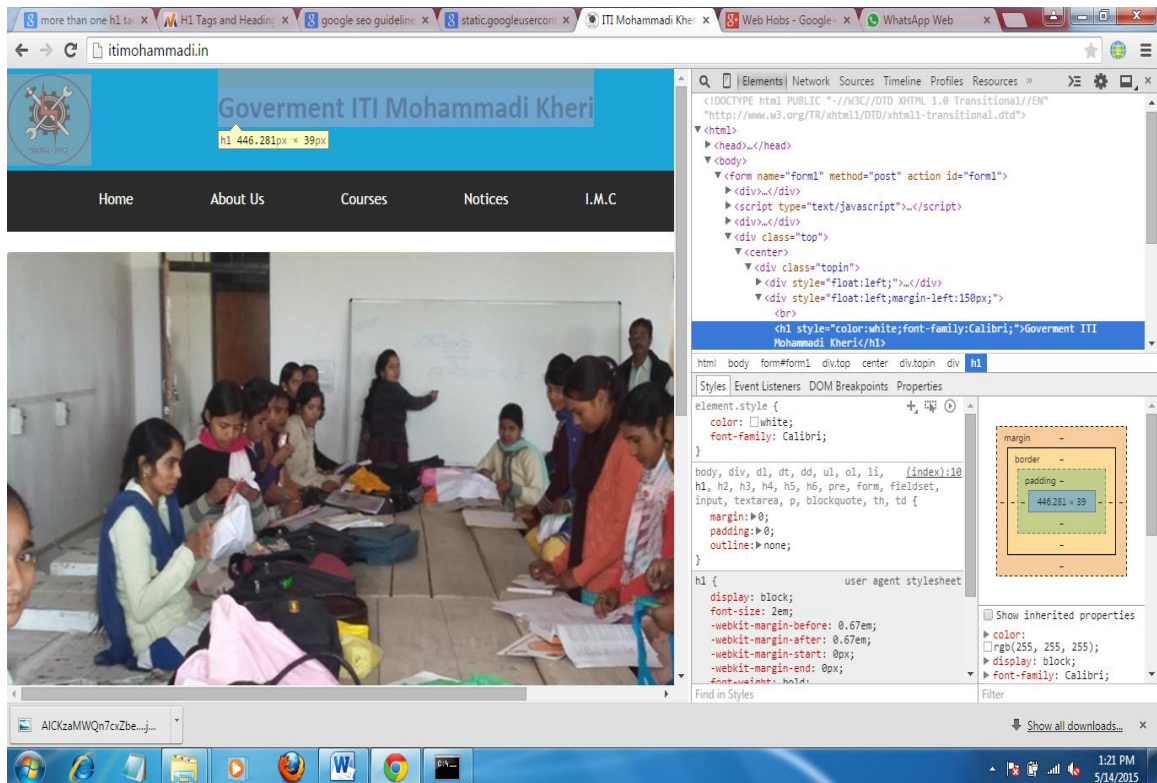 more than one h1 ta
H1 Tags and Heading
google seo guideline
static.googleusercont
ITI Mohammadi Kher
Web Hobs - Google+
WhatsApp Web
itimohammadi.in
Goverment ITI Mohammadi Kheri
h1 446.281px × 39px
Home About Us Courses Notices I.M.C
Elements Network Sources Timeline Profiles Resources »
<!DOCTYPE html PUBLIC "-//W3C//DTD XHTML 1.0 Transitional//EN"
"http://www.w3.org/TR/xhtml1/DTD/xhtml1-transitional.dtd">
▼<html>
▶<head>…</head>
▼<body>
▼<form name="form1" method="post" action id="form1">
▶<div>…</div>
▶<script type="text/javascript">…</script>
▶<div>…</div>
▼<div class="top">
▼<center>
▼<div class="topin">
▶<div style="float:left;">…</div>
▼<div style="float:left;margin-left:150px;">
<br>
<h1 style="color:white;font-family:Calibri;">Goverment ITI
Mohammadi Kheri</h1>
html body form#form1 div.top center div.topin div h1
Styles Event Listeners DOM Breakpoints Properties
element.style {
color: white;
font-family: Calibri;
}
body, div, dl, dt, dd, ul, ol, li, (index):10
h1, h2, h3, h4, h5, h6, pre, form, fieldset,
input, textarea, p, blockquote, th, td {
margin:▶0;
padding:▶0;
outline:▶none;
}
h1 { user agent stylesheet
display: block;
font-size: 2em;
-webkit-margin-before: 0.67em;
-webkit-margin-after: 0.67em;
-webkit-margin-start: 0px;
-webkit-margin-end: 0px;
font-weight: bold;
Find in Styles
margin -
border -
padding -
- - - 446.281 × 39 - - -
-
-
-
Show inherited properties
▶ color:
rgb(255, 255, 255);
▶ display: block;
▶ font-family: Calibri;
Filter
AICKzaMWQn7cxZbe....j...
Show all downloads...
1:21 PM
5/14/2015